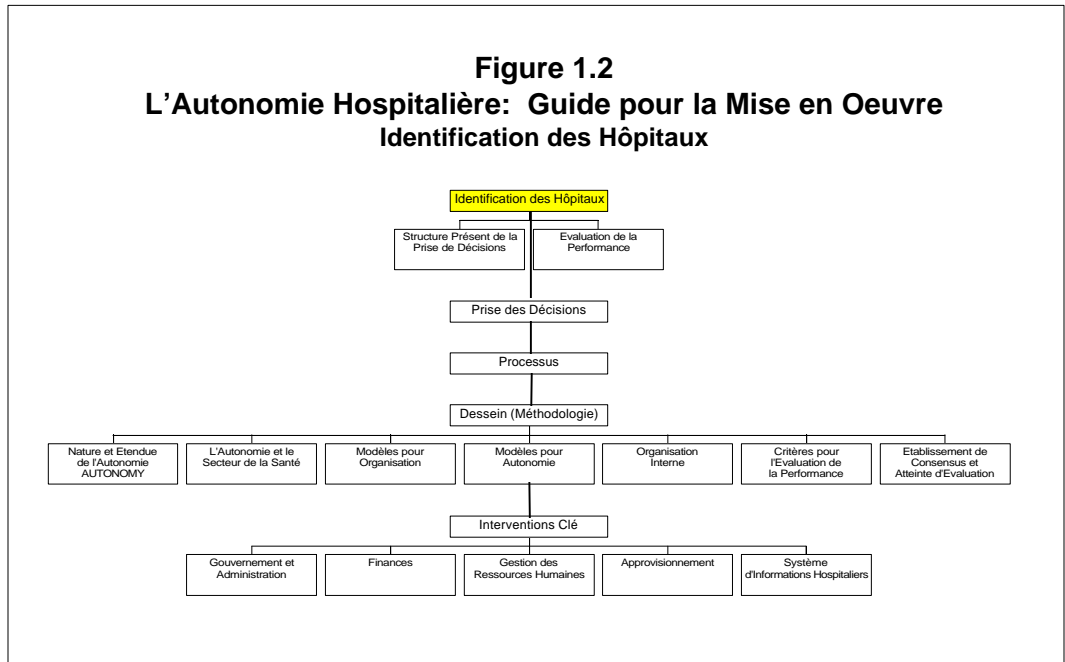 Figure 1.2
L'Autonomie Hospitalière: Guide pour la Mise en Oeuvre
Identification des Hôpitaux
Identification des Hôpitaux
Structure Présent de la
Prise de Décisions
Evaluation de la
Performance
Prise des Décisions
Processus
Dessein (Méthodologie)
Nature et Etendue
de l'Autonomie
AUTONOMY
L'Autonomie et le
Secteur de la Santé
Modèles pour
Organisation
Modèles pour
Autonomie
Organisation
Interne
Critères pour
l'Evaluation de
la Performance
Etablissement de
Consensus et
Atteinte d'Evaluation
Interventions Clé
Gouvernement et
Administration
Finances
Gestion des
Ressources Humaines
Approvisionnement
Système
d'Informations Hospitaliers